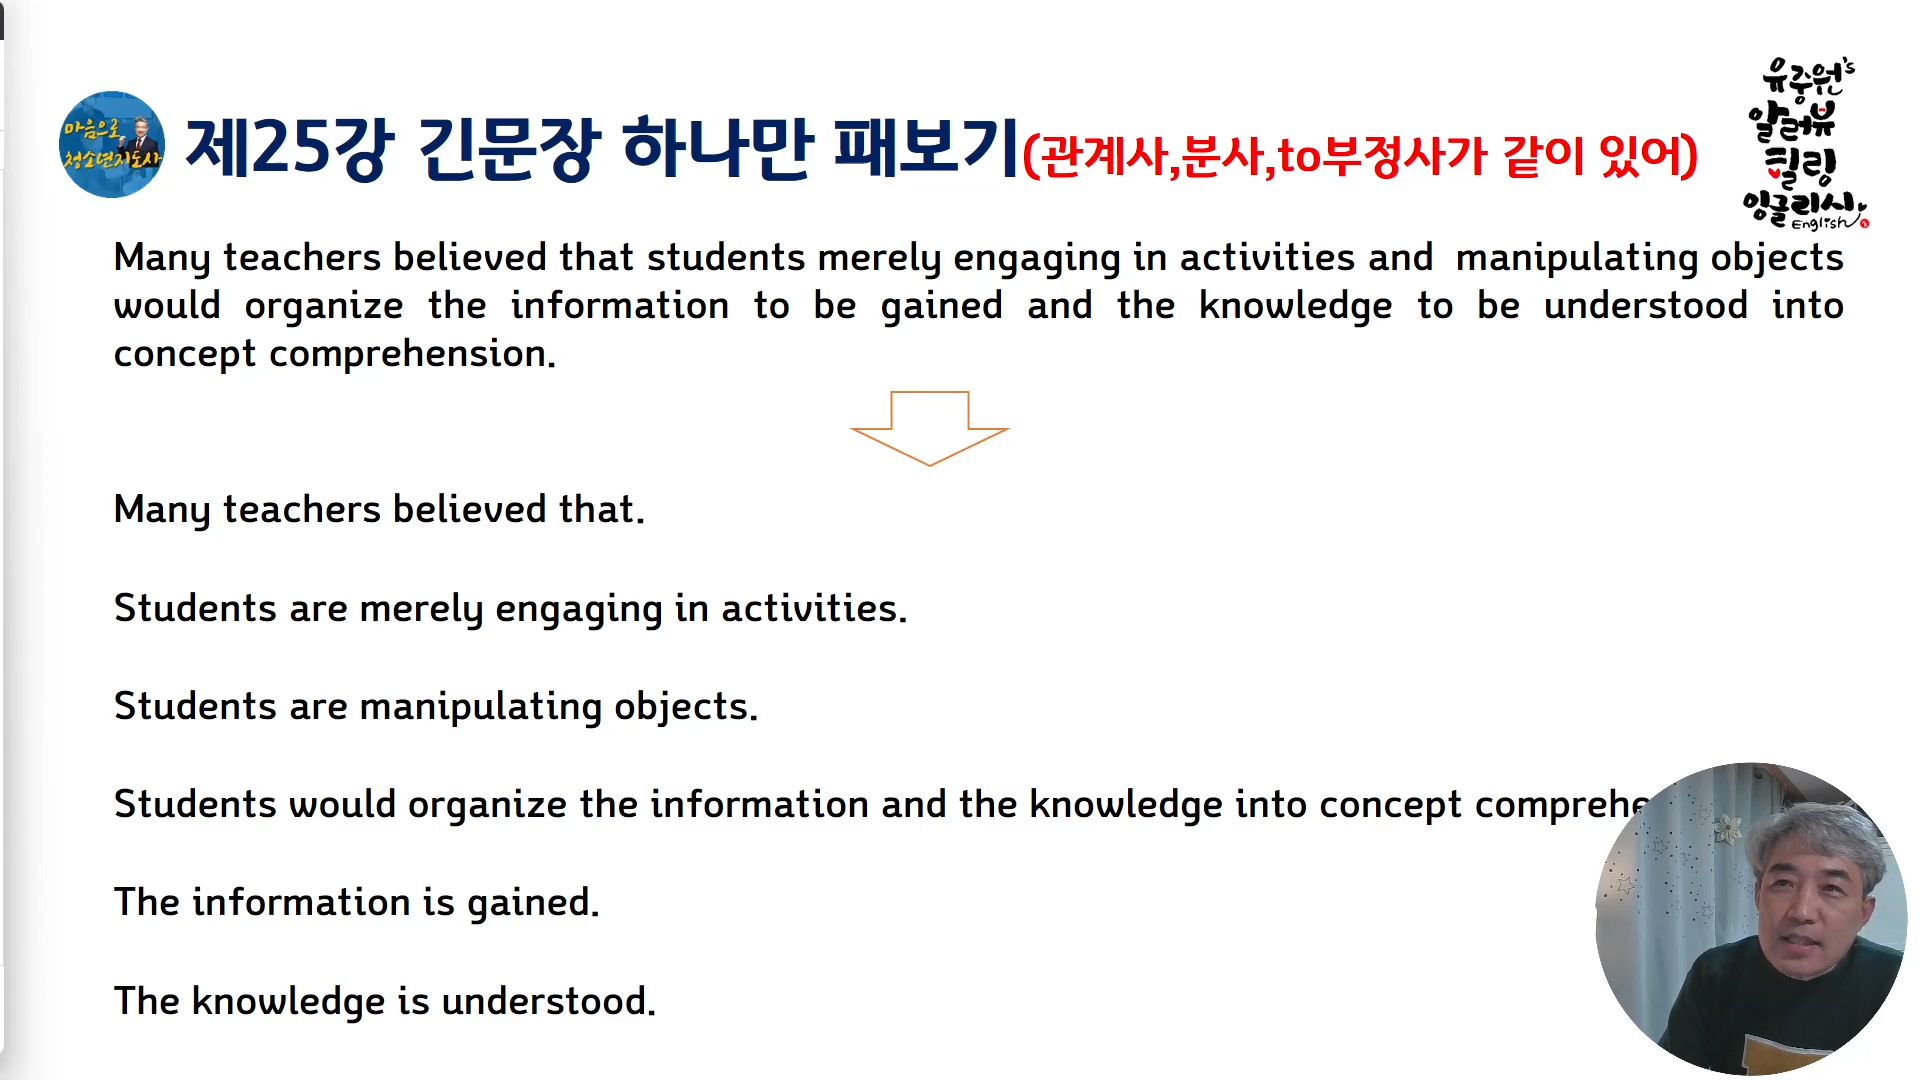 마음으로
청소년지도사
제25강 긴문장 하나만 패보기(관계사,분사,to부정사가 같이 있어)
유중원's
알러뷰
필링
잉글리시
English
Many teachers believed that students merely engaging in activities and manipulating objects
would organize the information to be gained and the knowledge to be understood into
concept comprehension.
Many teachers believed that.
Students are merely engaging in activities.
Students are manipulating objects.
Students would organize the information and the knowledge into concept comprehe
The information is gained.
The knowledge is understood.